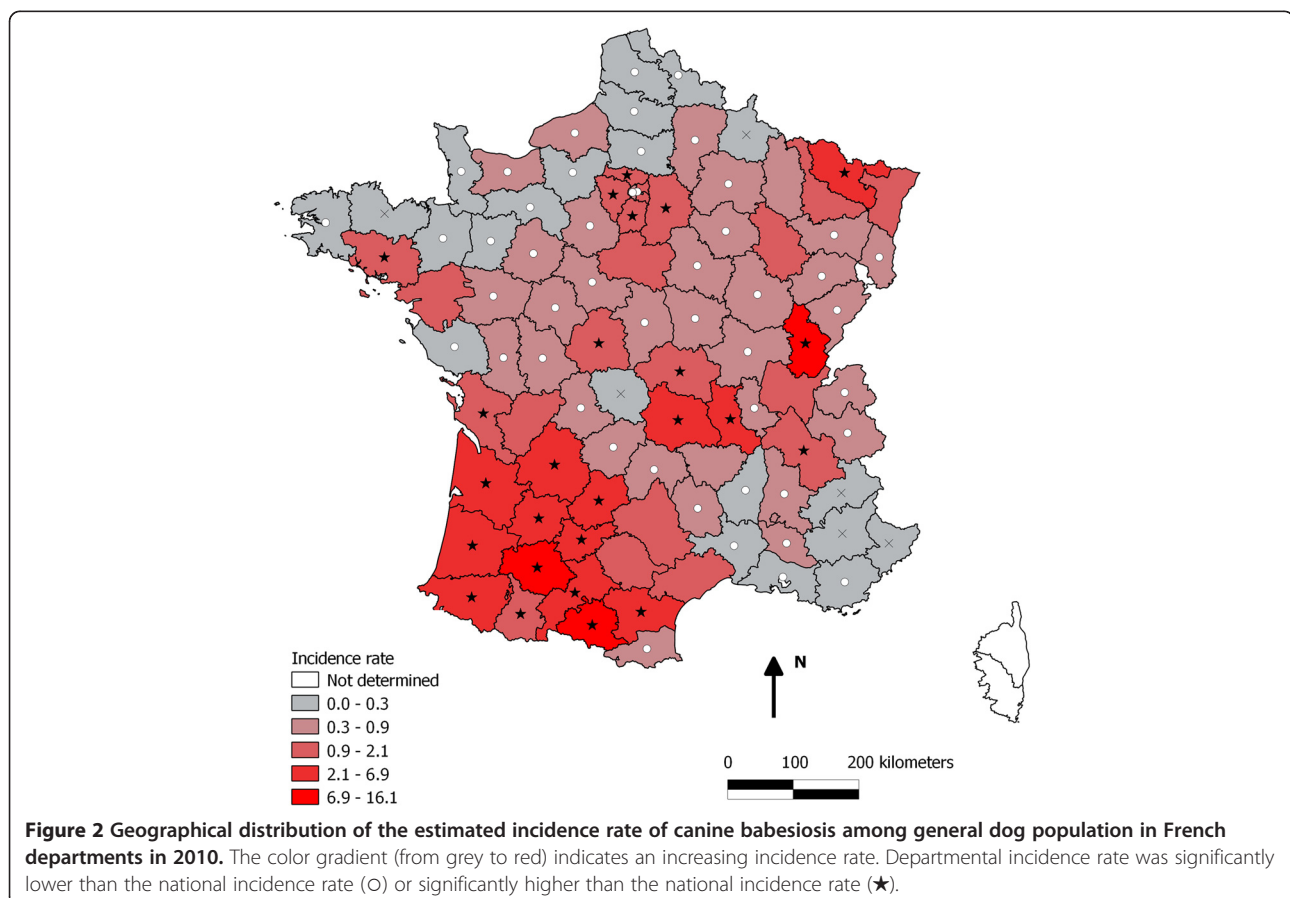 N
Incidence rate
Not determined
0.0 - 0.3
0.3 - 0.9
0.9 - 2.1
2.1 - 6.9
6.9 - 16.1
0 100 200 kilometers
Figure 2 Geographical distribution of the estimated incidence rate of canine babesiosis among general dog population in French
departments in 2010. The color gradient (from grey to red) indicates an increasing incidence rate. Departmental incidence rate was significantly
lower than the national incidence rate (○) or significantly higher than the national incidence rate (★).